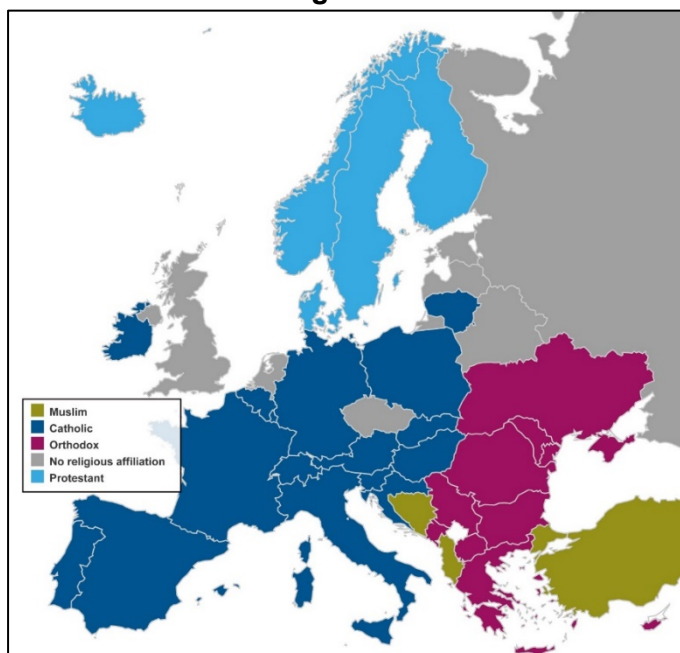 Muslim
Catholic
Orthodox
No religious affiliation
Protestant